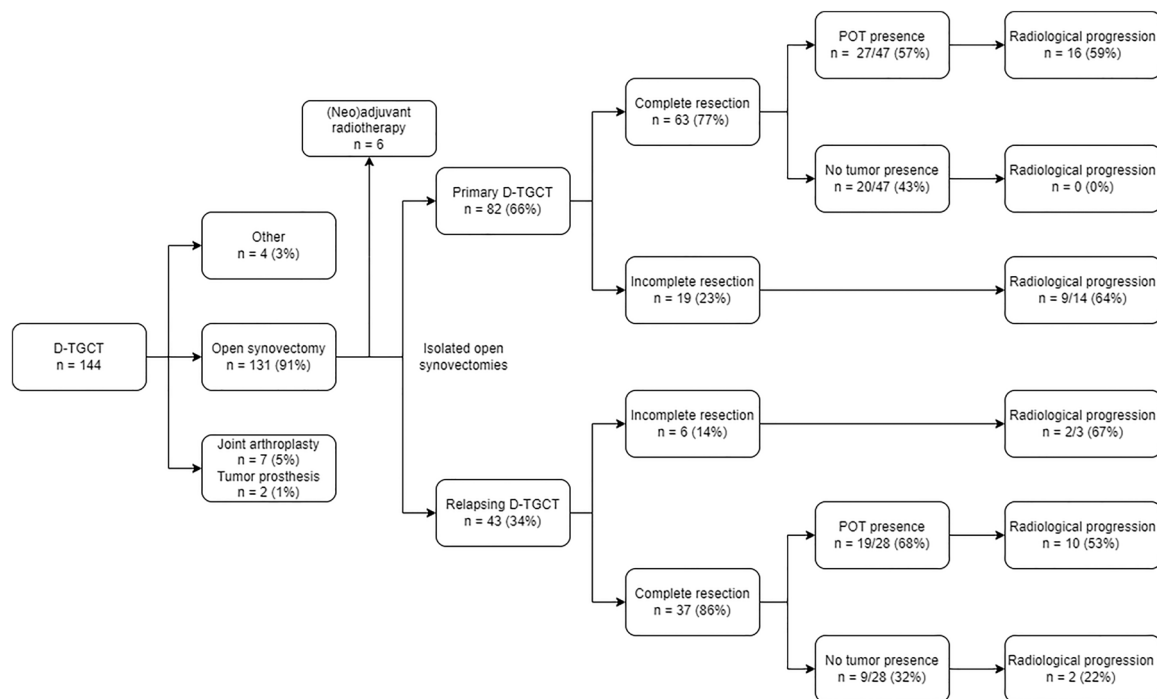 D-TGCT
n = 144
Other
n = 4 (3%)
Open synovectomy
n = 131 (91%)
Joint arthroplasty
n = 7 (5%)
Tumor prosthesis
n = 2 (1%)
(Neo)adjuvant
radiotherapy
n = 6
Isolated open
synovectomies
Primary D-TGCT
n = 82 (66%)
Relapsing D-TGCT
n = 43 (34%)
Complete resection
n = 63 (77%)
Incomplete resection
n = 19 (23%)
Incomplete resection
n = 6 (14%)
Complete resection
n = 37 (86%)
POT presence
n = 27/47 (57%)
No tumor presence
n = 20/47 (43%)
POT presence
n = 19/28 (68%)
No tumor presence
n = 9/28 (32%)
Radiological progression
n = 16 (59%)
Radiological progression
n = 0 (0%)
Radiological progression
n = 9/14 (64%)
Radiological progression
n = 2/3 (67%)
Radiological progression
n = 10 (53%)
Radiological progression
n = 2 (22%)